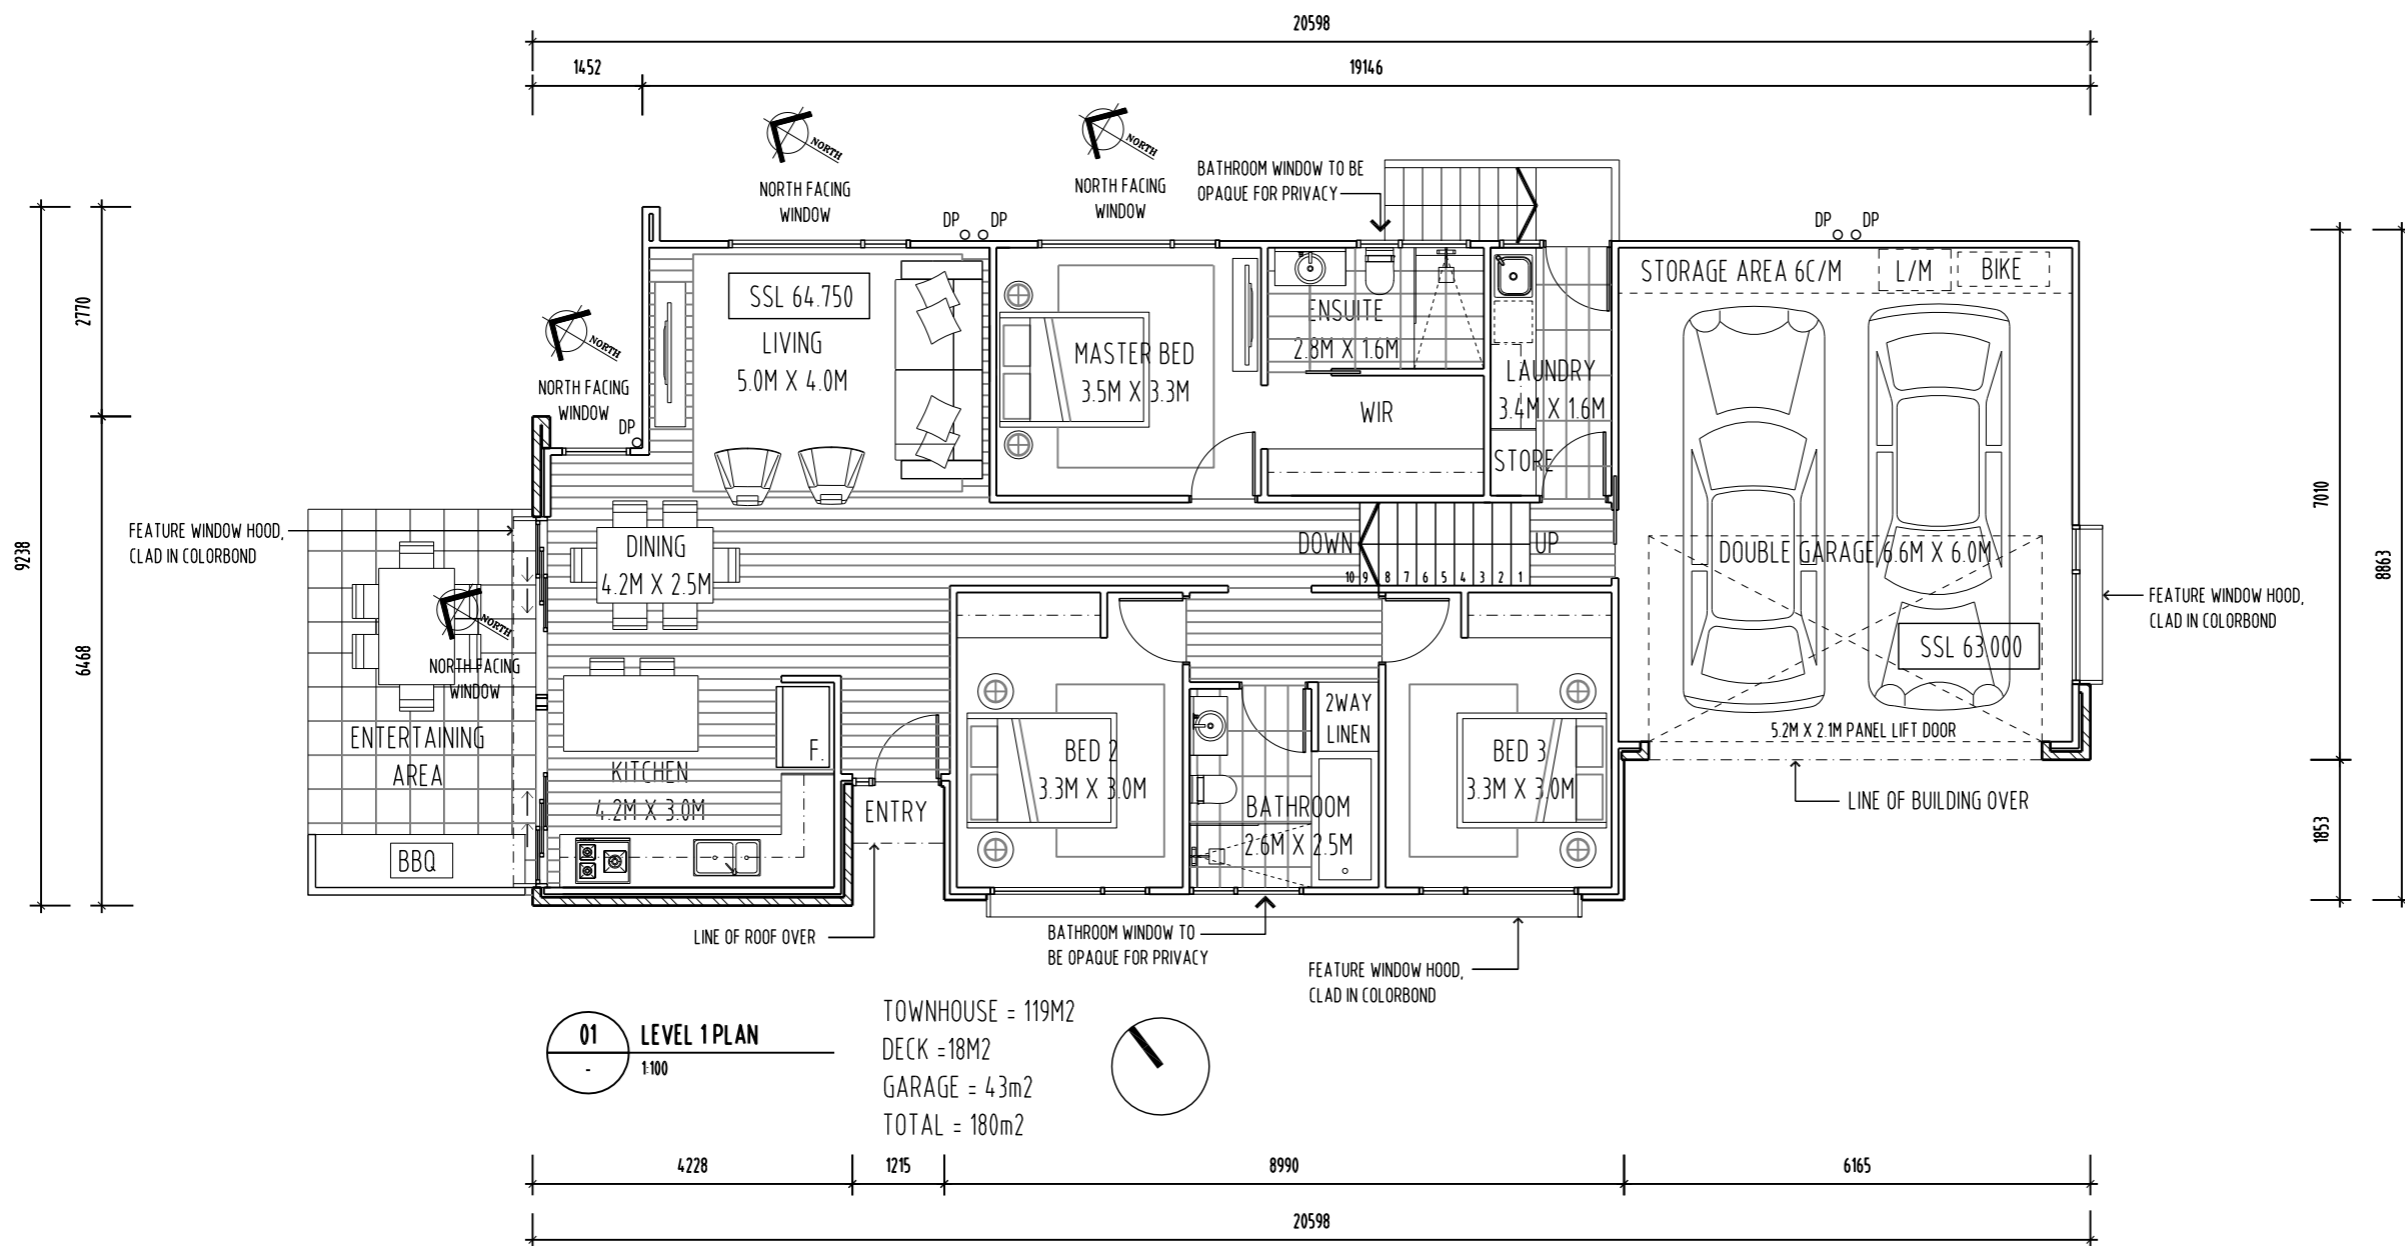 20598
1452
19146
NORTH
NORTH FACING
WINDOW
NORTH
NORTH FACING
WINDOW
BATHROOM WINDOW TO BE
OPAQUE FOR PRIVACY
DP
DP
DP
DP
9238
2770
6468
7010
8863
1853
NORTH
NORTH FACING
WINDOW
DP
SSL 64.750
LIVING
5.0M X 4.0M
MASTER BED
3.5M X 3.3M
ENSUITE
2.8M X 1.6M
WIR
LAUNDRY
3.4M X 1.6M
STORE
STORAGE AREA 6C/M
L/M
BIKE
FEATURE WINDOW HOOD,
CLAD IN COLORBOND
DINING
4.2M X 2.5M
DOWN
UP
10 9 8 7 6 5 4 3 2 1
DOUBLE GARAGE 6.6M X 6.0M
FEATURE WINDOW HOOD,
CLAD IN COLORBOND
SSL 63.000
5.2M X 2.1M PANEL LIFT DOOR
NORTH
NORTH FACING
WINDOW
ENTERTAINING
AREA
BBQ
KITCHEN
4.2M X 3.0M
F.
ENTRY
BED 2
3.3M X 3.0M
2WAY
LINEN
BATHROOM
2.6M X 2.5M
BED 3
3.3M X 3.0M
LINE OF BUILDING OVER
LINE OF ROOF OVER
BATHROOM WINDOW TO
BE OPAQUE FOR PRIVACY
FEATURE WINDOW HOOD,
CLAD IN COLORBOND
01
-
LEVEL 1 PLAN
1:100
TOWNHOUSE = 119M2
DECK =18M2
GARAGE = 43m2
TOTAL = 180m2
4228
1215
8990
6165
20598